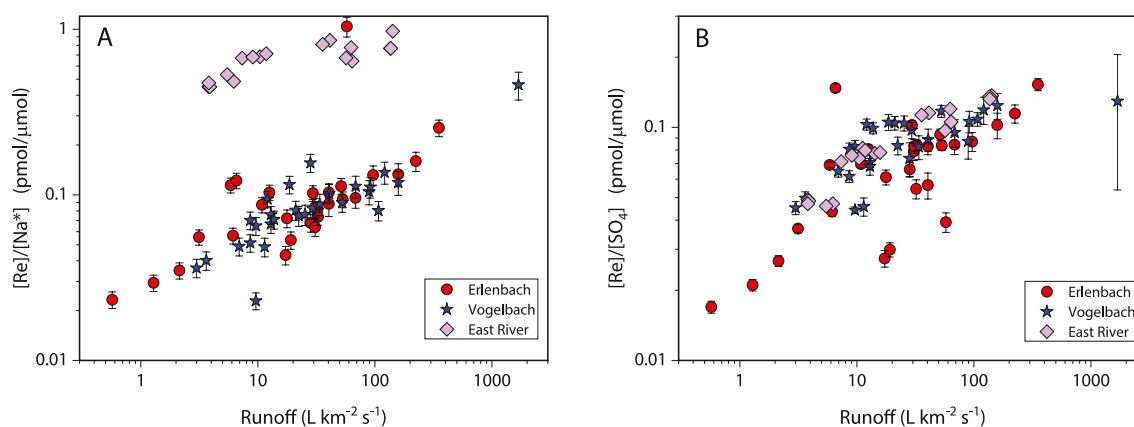 A
[Re]/[Na*] (pmol/µmol)
1
0.1
0.01
Erlenbach
Vogelbach
East River
1 10 100 1000
Runoff (L km⁻² s⁻¹)
B
[Re]/[SO₄] (pmol/µmol)
0.1
0.01
Erlenbach
Vogelbach
East River
1 10 100 1000
Runoff (L km⁻² s⁻¹)